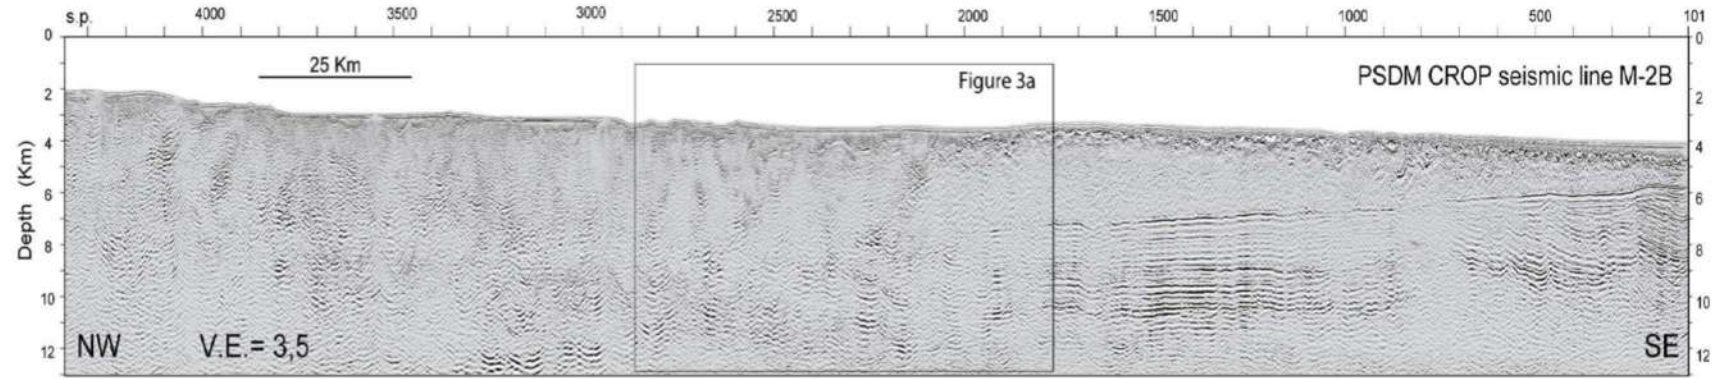 s.p. 4000 3500 3000 2500 2000 1500 1000 500 101
0 0
25 Km
Figure 3a
PSDM CROP seismic line M-2B
2 2
4 4
6 6
8 8
10 10
12 12
Depth (Km)
NW V.E.= 3,5 SE